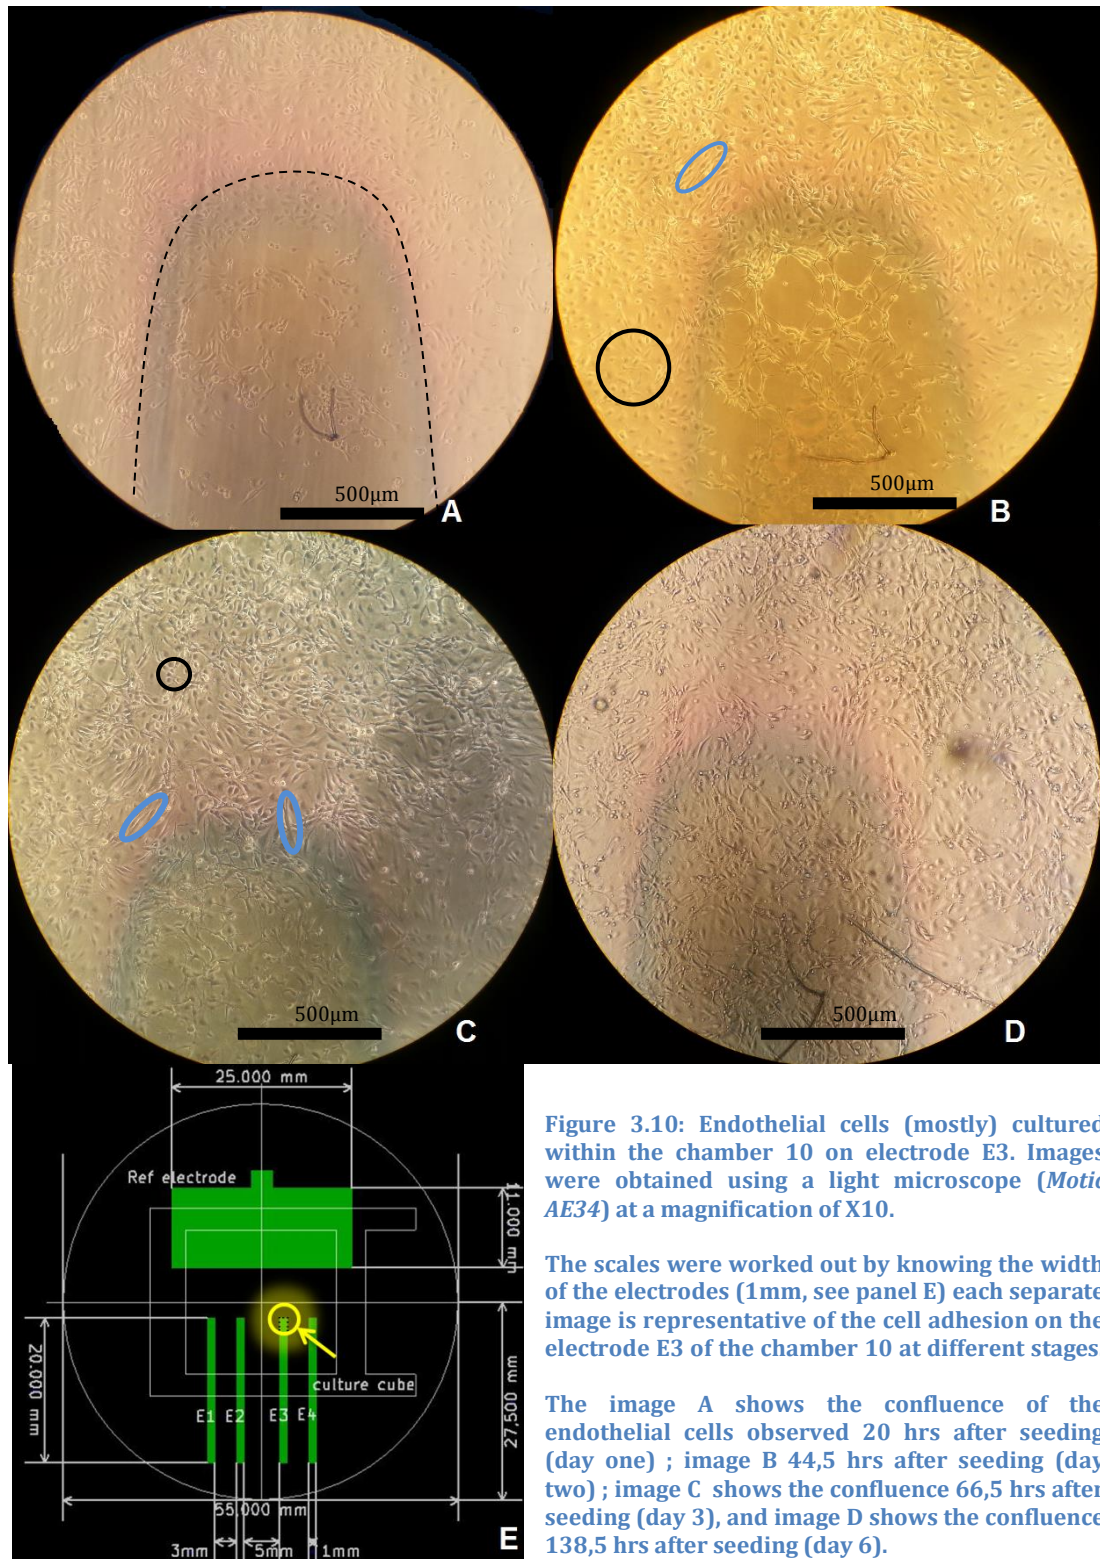 500µm
A
500µm
B
500µm
C
500µm
D
25.000 mm
Ref electrode
11.000 mm
20.000 mm
culture cube
E1 E2 E3 E4
27,500 mm
55.000 mm
3mm 5mm 1mm
E
Figure 3.10: Endothelial cells (mostly) cultured
within the chamber 10 on electrode E3. Images
were obtained using a light microscope (Motic
AE34) at a magnification of X10.
The scales were worked out by knowing the width
of the electrodes (1mm, see panel E) each separate
image is representative of the cell adhesion on the
electrode E3 of the chamber 10 at different stages
The image A shows the confluence of the
endothelial cells observed 20 hrs after seeding
(day one) ; image B 44,5 hrs after seeding (day
two) ; image C shows the confluence 66,5 hrs after
seeding (day 3), and image D shows the confluence
138,5 hrs after seeding (day 6).